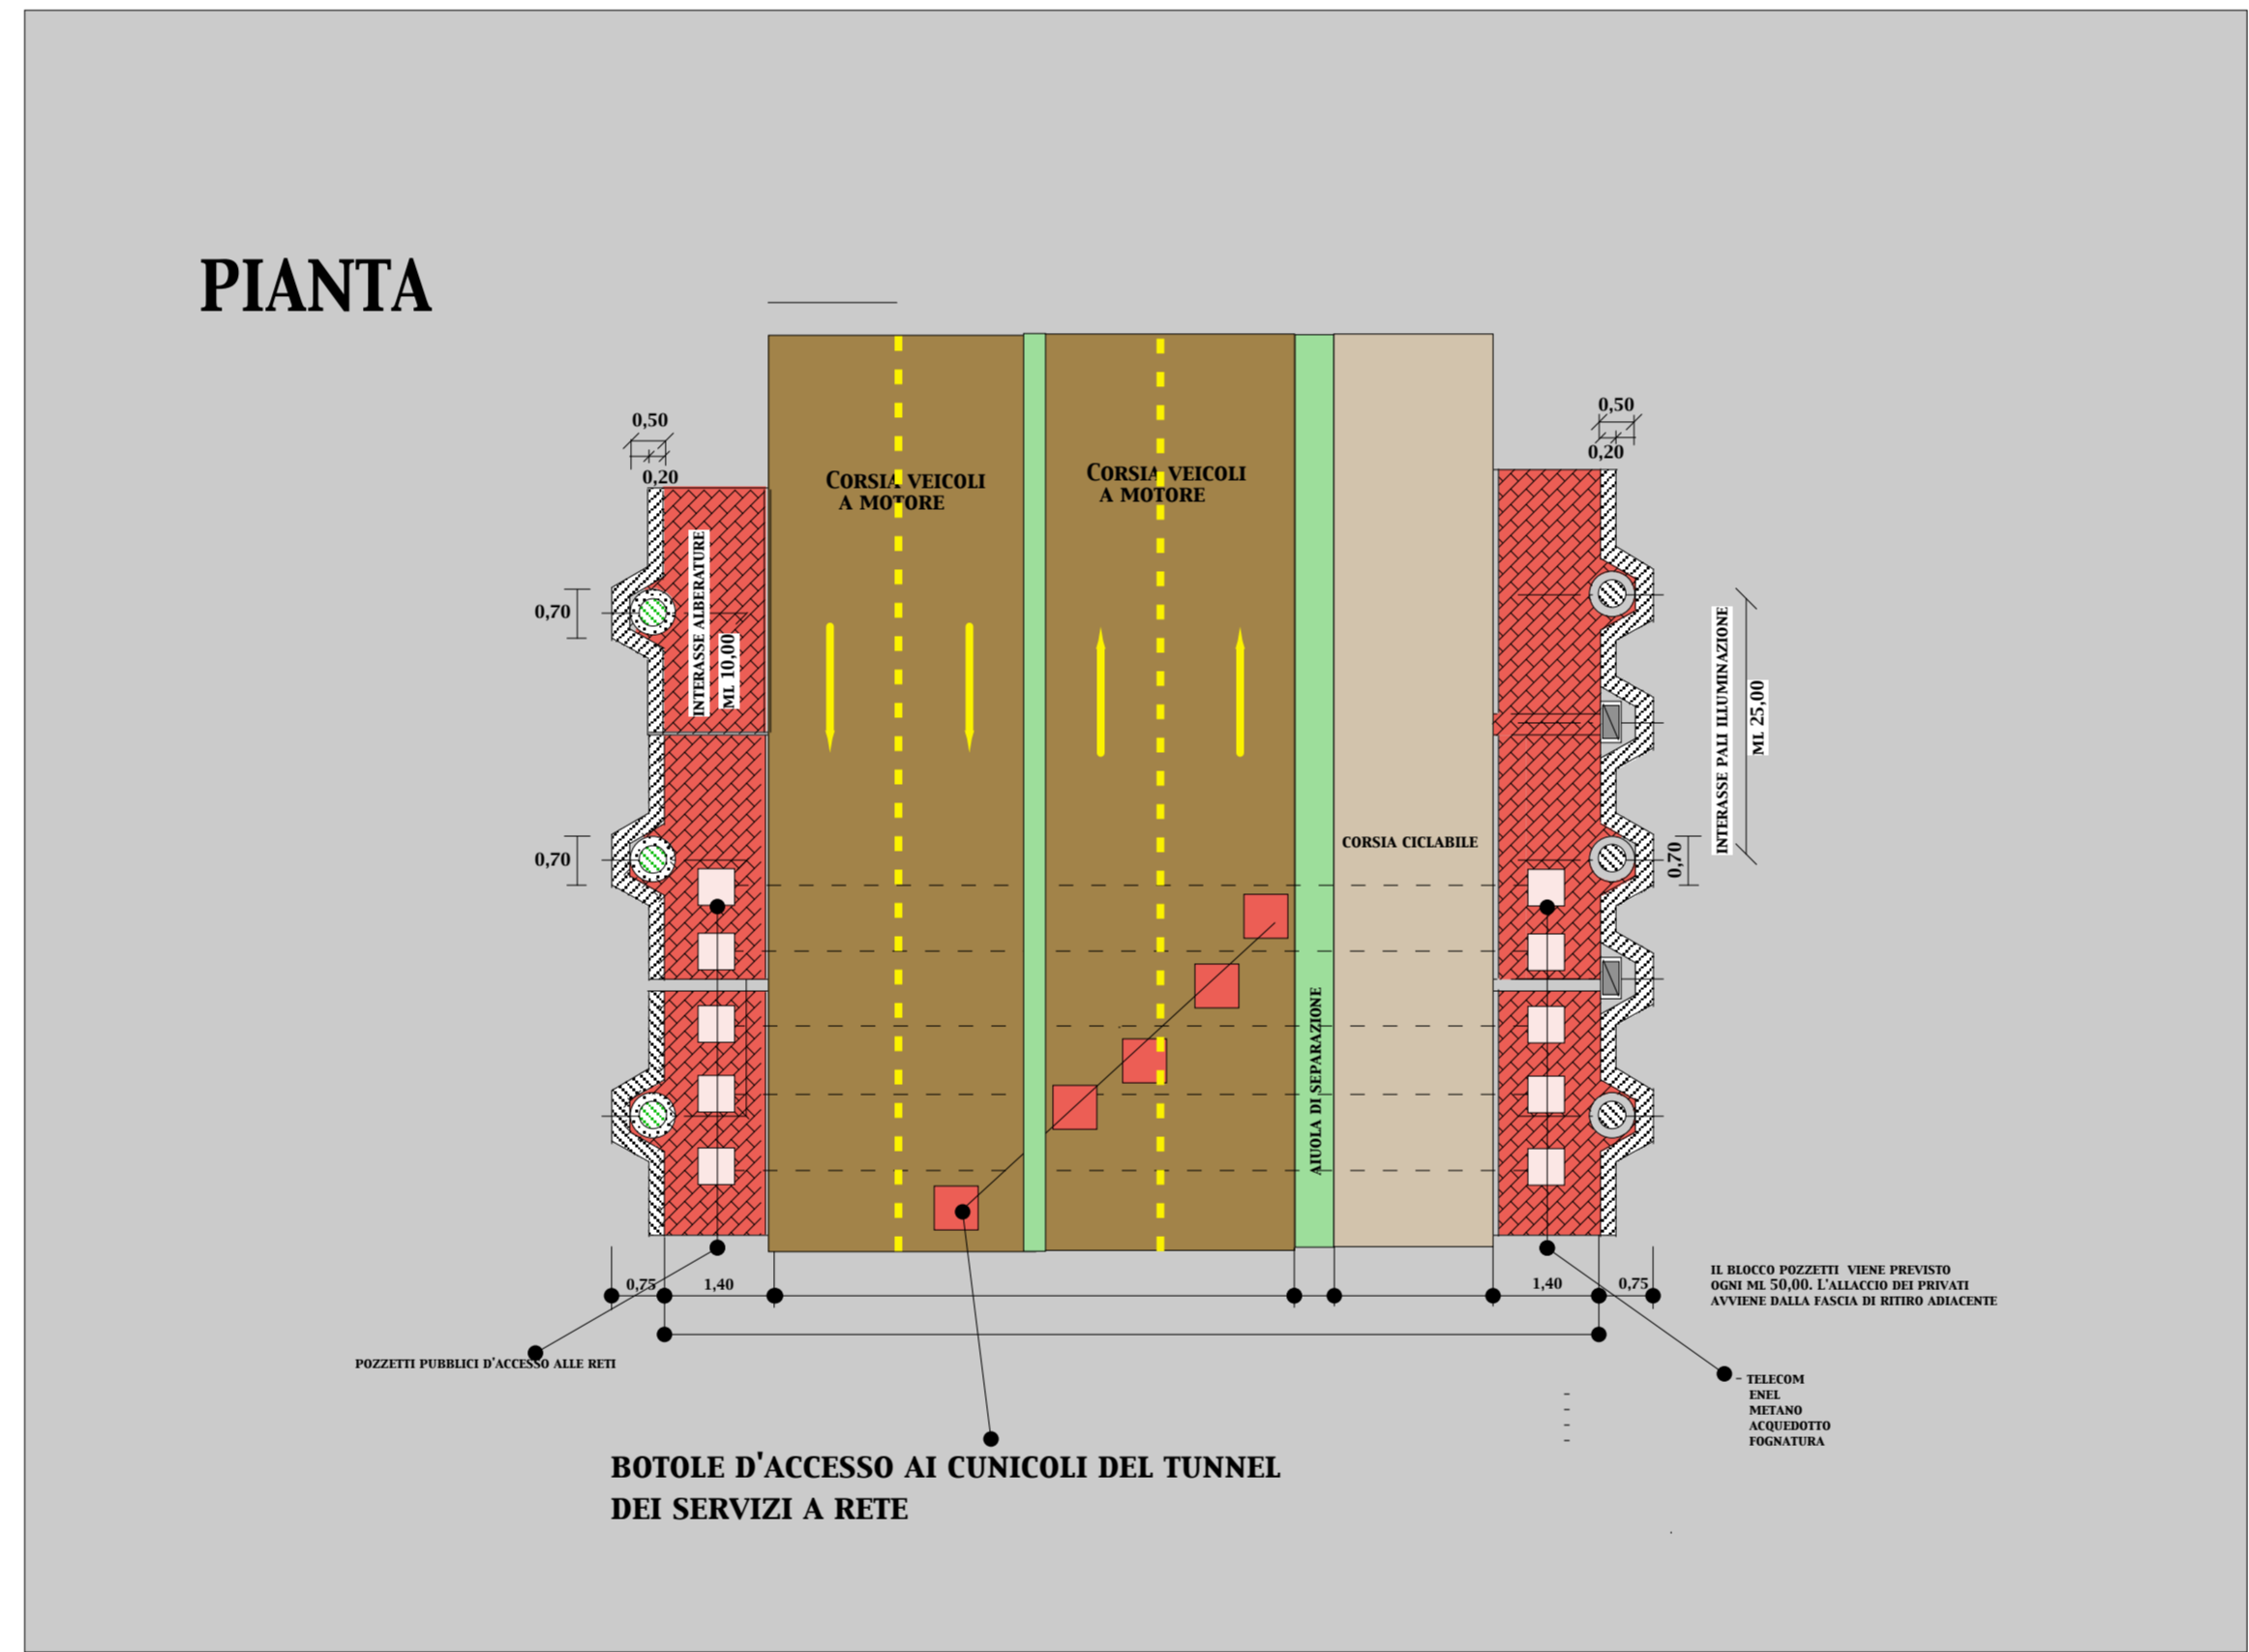 PIANTA
0,50
0,20
0,50
0,20
CORSIA VEICOLI
A MOTORE
CORSIA VEICOLI
A MOTORE
INTERASSE ALBERATURE
ML 10,00
0,70
0,70
INTERASSE PALI ILLUMINAZIONE
ML 25,00
0,70
CORSIA CICLABILE
AIUOLA DI SEPARAZIONE
0,75
1,40
1,40
0,75
IL BLOCCO POZZETTI VIENE PREVISTO
OGNI ML 50,00. L'ALLACCIO DEI PRIVATI
AVVIENE DALLA FASCIA DI RITIRO ADIACENTE
POZZETTI PUBBLICI D'ACCESSO ALLE RETI
- TELECOM
- ENEL
- METANO
- ACQUEDOTTO
- FOGNATURA
BOTOLE D'ACCESSO AI CUNICOLI DEL TUNNEL
DEI SERVIZI A RETE